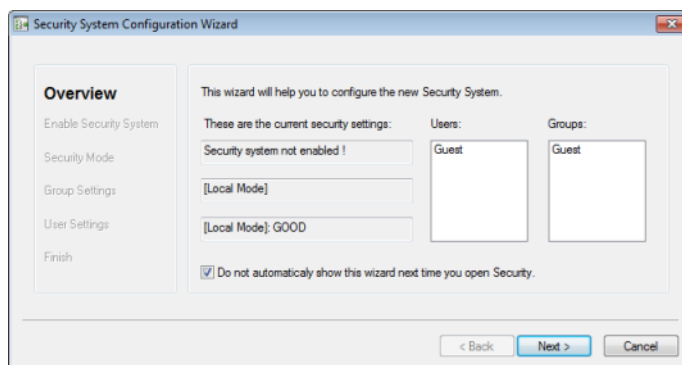 Security System Configuration Wizard
Overview
Enable Security System
Security Mode
Group Settings
User Settings
Finish
This wizard will help you to configure the new Security System.
These are the current security settings:
Security system not enabled !
[Local Mode]
[Local Mode]: GOOD
Users:
Guest
Groups:
Guest
Do not automaticaly show this wizard next time you open Security.
< Back
Next >
Cancel